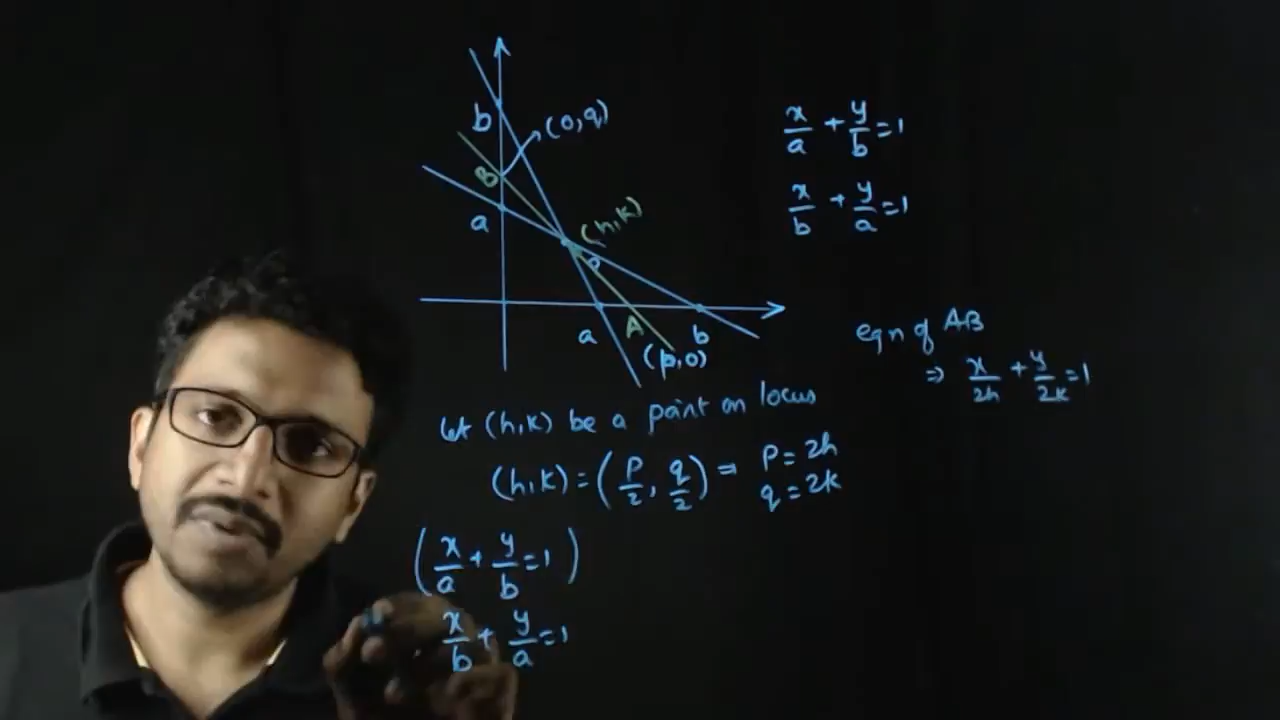 b
(0, q)
B
a
(h, k)
a
A
b
(p, 0)
x/a + y/b = 1
x/b + y/a = 1
eqn of AB
⇒ x/2h + y/2k = 1
let (h, k) be a point on locus
(h, k) = (P/2, q/2) ⇒ P = 2h
q = 2k
(x/a + y/b = 1)
x/b + y/a = 1